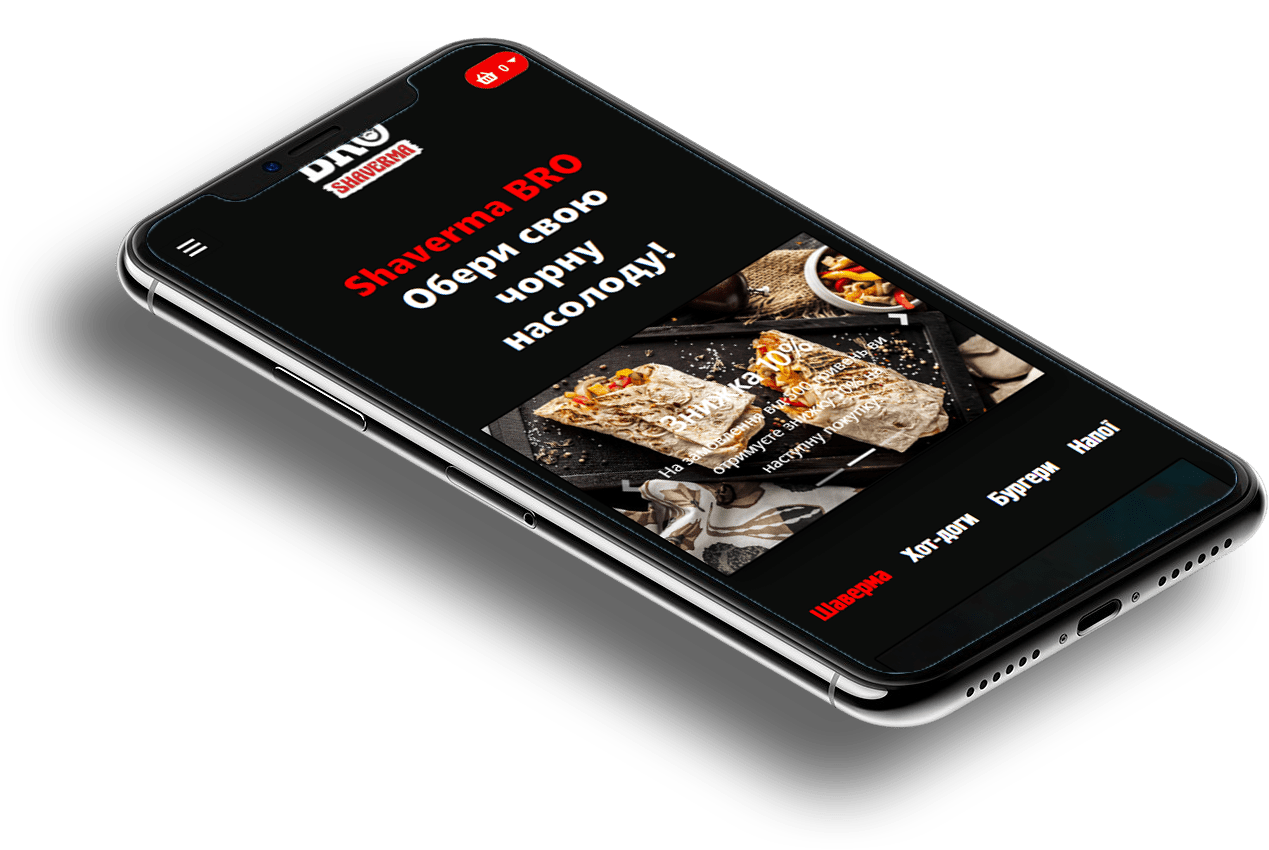 0
BRO
SHAVERMA
Shaverma BRO
Обери свою
чорну
насолоду!
Знижка 10%
На замовлення від 300 гривень ви
отримуєте знижку 10% на
наступну покупку.
Шаверма Хот-доги Бургери Напої